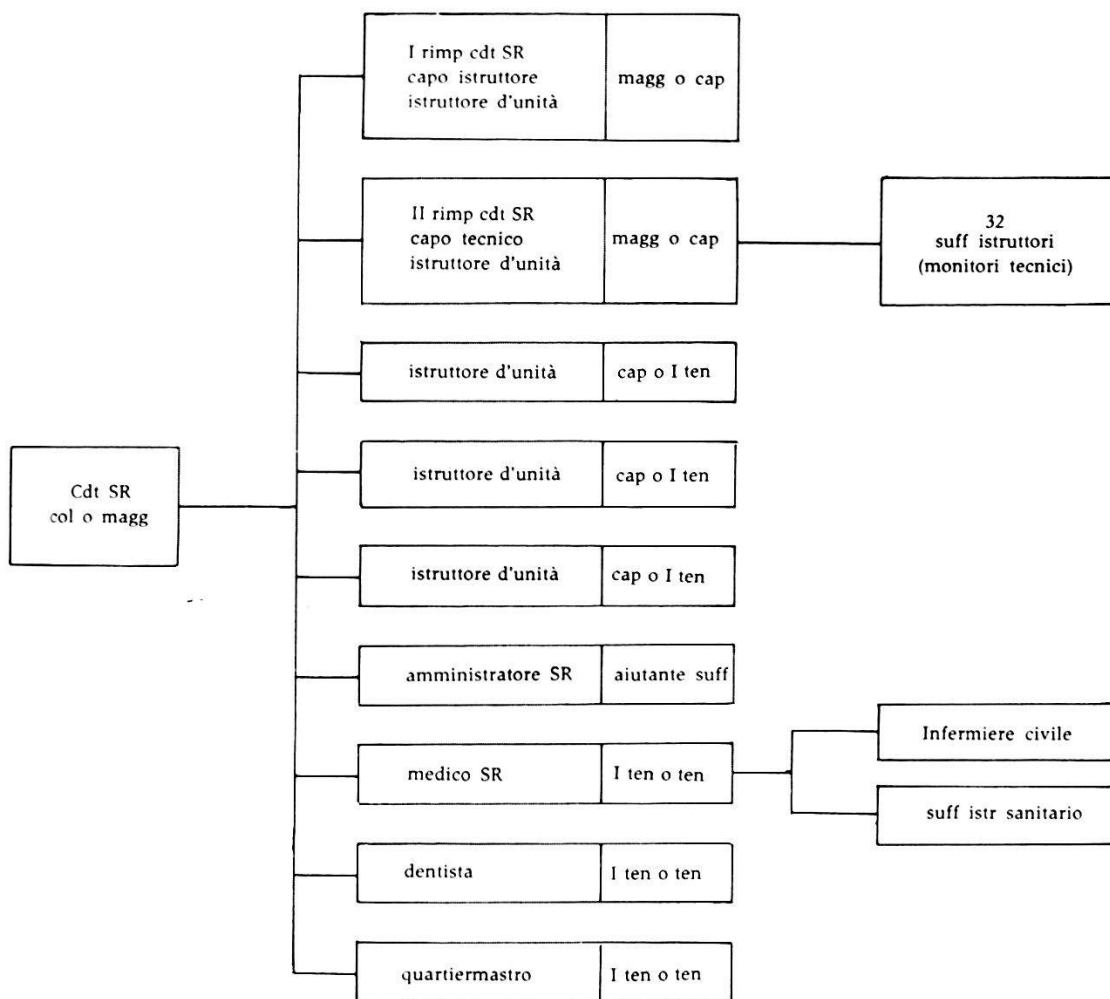 I rimp cdt SR
capo istruttore
istruttore d'unità
magg o cap
II rimp cdt SR
capo tecnico
istruttore d'unità
magg o cap
32
suff istruttori
(monitori tecnici)
istruttore d'unità
cap o I ten
istruttore d'unità
cap o I ten
Cdt SR
col o magg
istruttore d'unità
cap o I ten
amministratore SR
aiutante suff
medico SR
I ten o ten
Infermiere civile
suff istr sanitario
dentista
I ten o ten
quartiermastro
I ten o ten